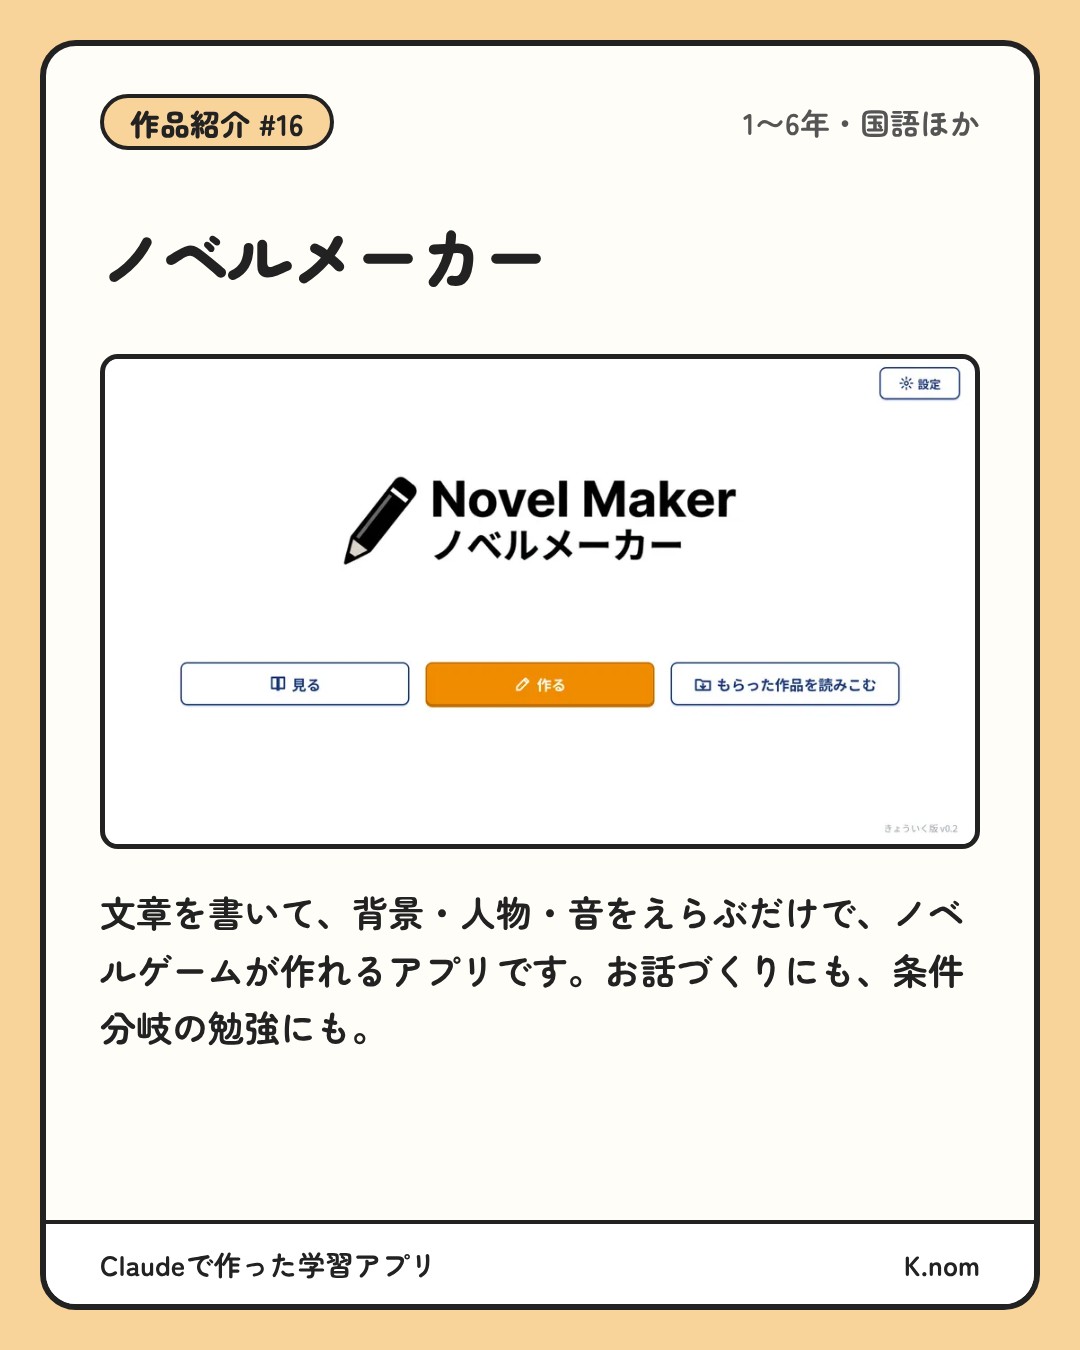 作品紹介 #16
1〜6年・国語ほか
ノベルメーカー
設定
Novel Maker
ノベルメーカー
見る
作る
もらった作品を読みこむ
きょういく版 v0.2
文章を書いて、背景・人物・音をえらぶだけで、ノベ
ルゲームが作れるアプリです。お話づくりにも、条件
分岐の勉強にも。
Claudeで作った学習アプリ
K.nom